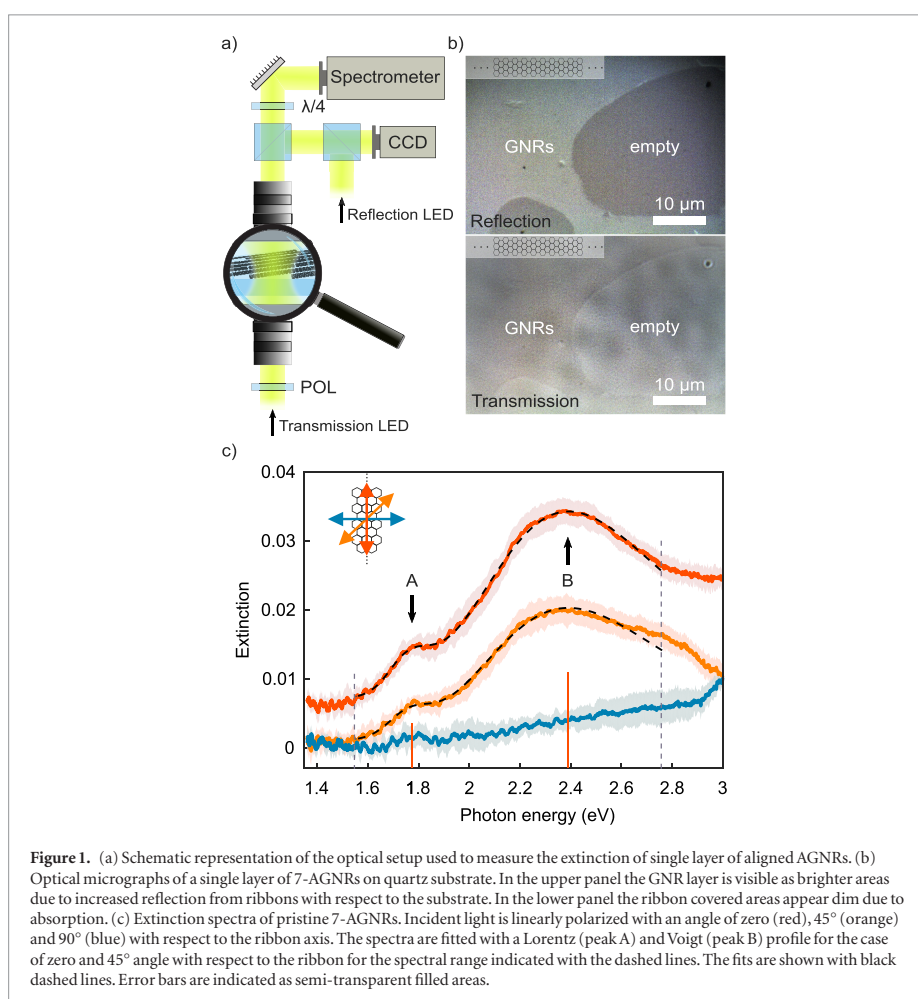 a)
Spectrometer
λ/4
CCD
Reflection LED
POL
Transmission LED
b)
GNRs
empty
10 μm
Reflection
GNRs
empty
10 μm
Transmission
c)
0.04
0.03
0.02
0.01
0
Extinction
A
B
1.4 1.6 1.8 2 2.2 2.4 2.6 2.8 3
Photon energy (eV)
Figure 1. (a) Schematic representation of the optical setup used to measure the extinction of single layer of aligned AGNRs. (b)
Optical micrographs of a single layer of 7-AGNRs on quartz substrate. In the upper panel the GNR layer is visible as brighter areas
due to increased reflection from ribbons with respect to the substrate. In the lower panel the ribbon covered areas appear dim due to
absorption. (c) Extinction spectra of pristine 7-AGNRs. Incident light is linearly polarized with an angle of zero (red), 45° (orange)
and 90° (blue) with respect to the ribbon axis. The spectra are fitted with a Lorentz (peak A) and Voigt (peak B) profile for the case
of zero and 45° angle with respect to the ribbon for the spectral range indicated with the dashed lines. The fits are shown with black
dashed lines. Error bars are indicated as semi-transparent filled areas.